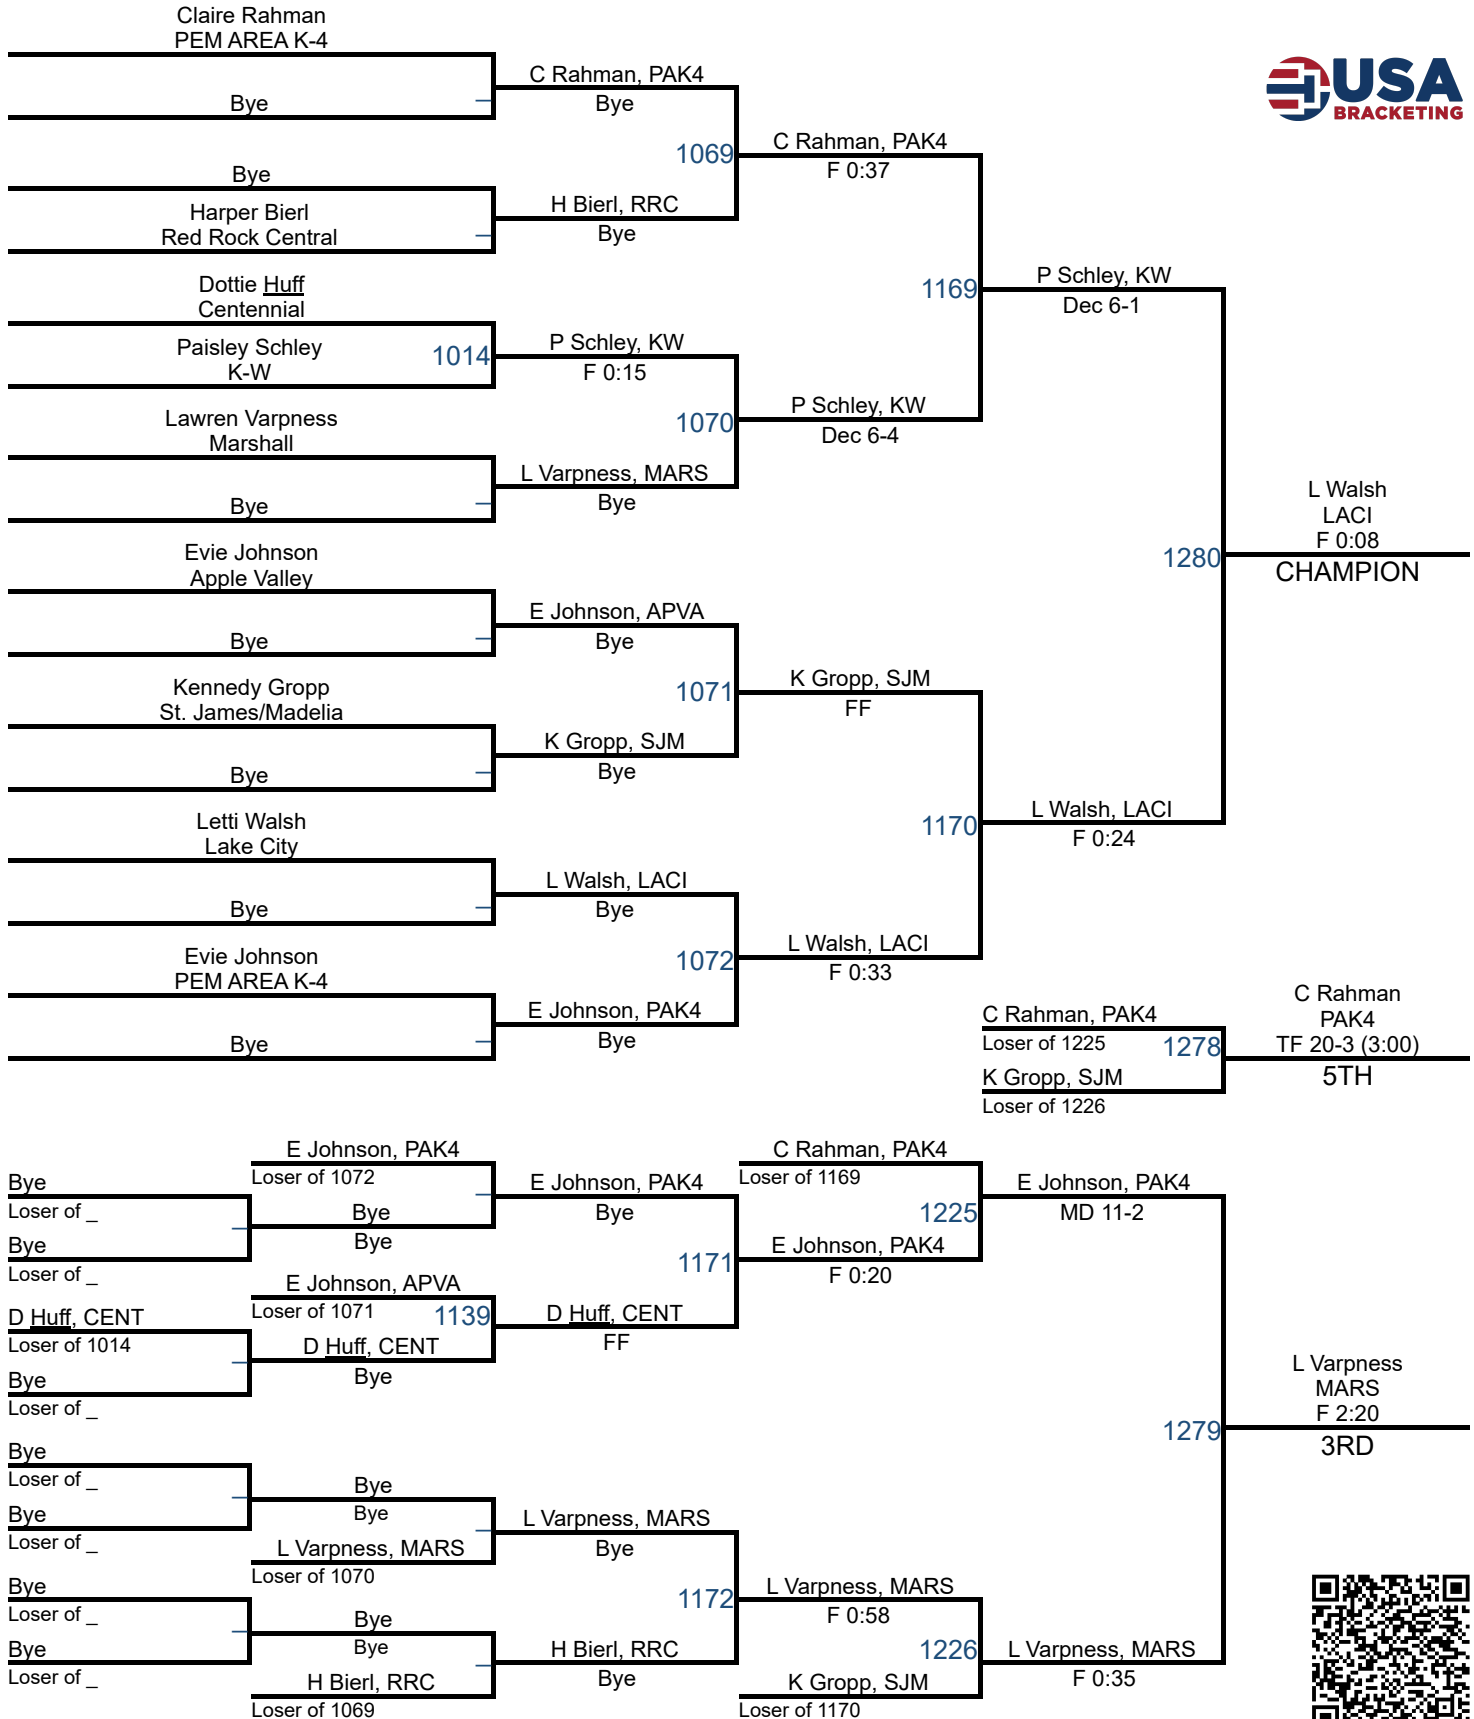 Claire Rahman
PEM AREA K-4
Bye
C Rahman, PAK4
Bye
USA
BRACKETING
1069
C Rahman, PAK4
F 0:37
Bye
Harper Bierl
Red Rock Central
H Bierl, RRC
Bye
Dottie Huff
Centennial
Paisley Schley
K-W
1014
P Schley, KW
F 0:15
1169
P Schley, KW
Dec 6-1
Lawren Varpness
Marshall
Bye
L Varpness, MARS
Bye
1070
P Schley, KW
Dec 6-4
Evie Johnson
Apple Valley
Bye
E Johnson, APVA
Bye
1280
L Walsh
LACI
F 0:08
CHAMPION
Kennedy Gropp
St. James/Madelia
Bye
K Gropp, SJM
Bye
1071
K Gropp, SJM
FF
Letti Walsh
Lake City
Bye
L Walsh, LACI
Bye
1170
L Walsh, LACI
F 0:24
Evie Johnson
PEM AREA K-4
Bye
E Johnson, PAK4
Bye
1072
L Walsh, LACI
F 0:33
C Rahman, PAK4
Loser of 1225
1278
K Gropp, SJM
Loser of 1226
C Rahman
PAK4
TF 20-3 (3:00)
5TH
Bye
Loser of _
Bye
Loser of _
E Johnson, PAK4
Loser of 1072
Bye
Bye
E Johnson, PAK4
Bye
C Rahman, PAK4
Loser of 1169
1225
E Johnson, PAK4
MD 11-2
D Huff, CENT
Loser of 1014
Bye
Loser of _
E Johnson, APVA
Loser of 1071
1139
D Huff, CENT
Bye
D Huff, CENT
FF
1171
E Johnson, PAK4
F 0:20
1279
L Varpness
MARS
F 2:20
3RD
Bye
Loser of _
Bye
Loser of _
Bye
Bye
L Varpness, MARS
Loser of 1070
L Varpness, MARS
Bye
1172
L Varpness, MARS
F 0:58
Bye
Loser of _
Bye
Loser of _
Bye
Bye
H Bierl, RRC
Loser of 1069
H Bierl, RRC
Bye
1226
K Gropp, SJM
Loser of 1170
L Varpness, MARS
F 0:35